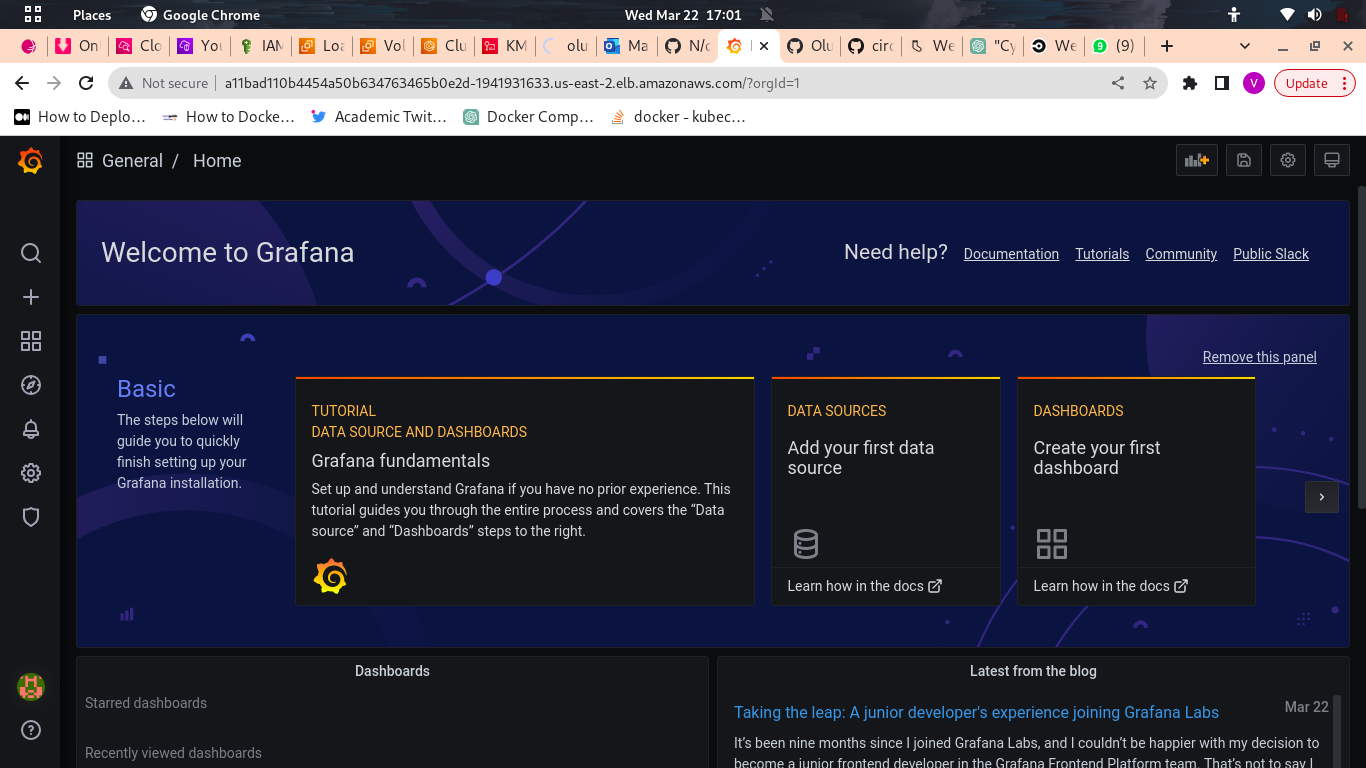 Places Google Chrome Wed Mar 22 17:01
Onl Clo You IAM Loa Vol Clu KM olu Ma N/c Olu circ We "Cy We (9)
Not secure a11bad110b4454a50b634763465b0e2d-1941931633.us-east-2.elb.amazonaws.com/?orgId=1 V Update
How to Deplo… How to Docke… Academic Twit… Docker Comp… docker - kubec…
General / Home
Welcome to Grafana
Need help? Documentation Tutorials Community Public Slack
Remove this panel
Basic
The steps below will
guide you to quickly
finish setting up your
Grafana installation.
TUTORIAL
DATA SOURCE AND DASHBOARDS
Grafana fundamentals
Set up and understand Grafana if you have no prior experience. This
tutorial guides you through the entire process and covers the “Data
source” and “Dashboards” steps to the right.
DATA SOURCES
Add your first data
source
Learn how in the docs
DASHBOARDS
Create your first
dashboard
Learn how in the docs
Dashboards
Starred dashboards
Recently viewed dashboards
Latest from the blog
Taking the leap: A junior developer's experience joining Grafana Labs
Mar 22
It’s been nine months since I joined Grafana Labs, and I couldn’t be happier with my decision to
become a junior frontend developer in the Grafana Frontend Platform team. That’s not to say I